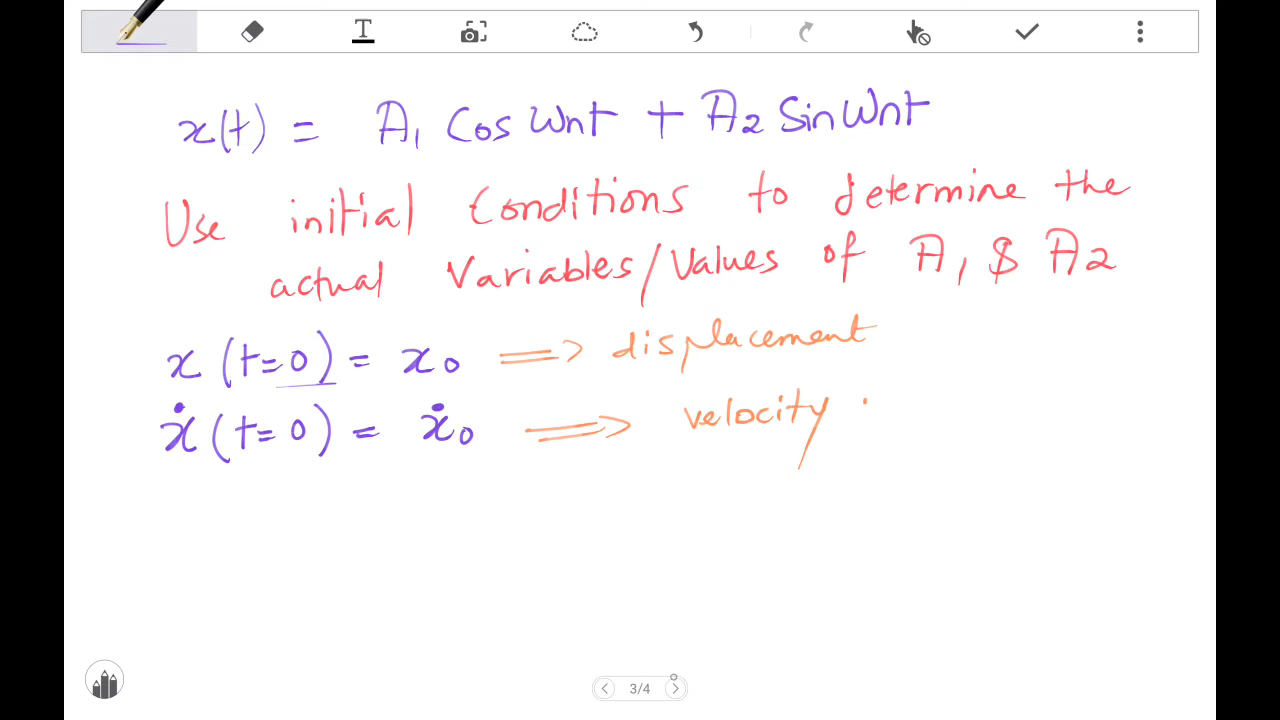 T
x(t) = A1 Cos Wnt + A2 Sin Wnt
Use initial Conditions to determine the
actual Variables/Values of A1 & A2
x (t=0) = x0 ⟹ displacement
ẋ (t=0) = ẋ0 ⟹ velocity .
3/4